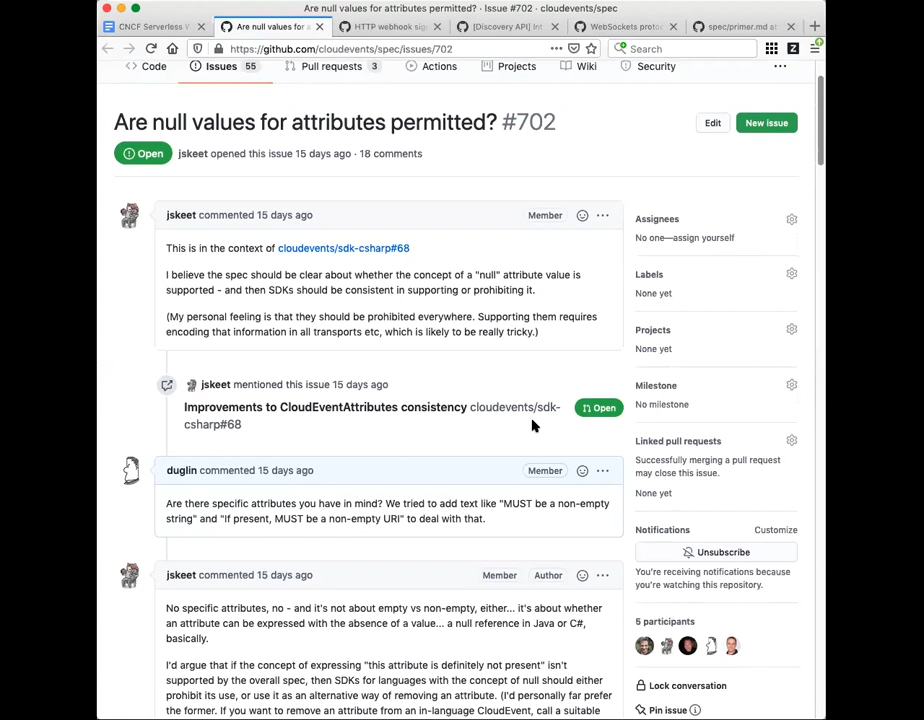 Are null values for attributes permitted? · Issue #702 · cloudevents/spec
CNCF Serverless W
Are null values for a
HTTP webhook sig
[Discovery API] Int
WebSockets proto
spec/primer.md at
https://github.com/cloudevents/spec/issues/702
Search
Code
Issues 55
Pull requests 3
Actions
Projects
Wiki
Security
Are null values for attributes permitted? #702
Edit
New issue
Open
jskeet opened this issue 15 days ago · 18 comments
jskeet commented 15 days ago
Member
This is in the context of cloudevents/sdk-csharp#68
I believe the spec should be clear about whether the concept of a "null" attribute value is
supported - and then SDKs should be consistent in supporting or prohibiting it.
(My personal feeling is that they should be prohibited everywhere. Supporting them requires
encoding that information in all transports etc, which is likely to be really tricky.)
jskeet mentioned this issue 15 days ago
Improvements to CloudEventAttributes consistency cloudevents/sdk-
csharp#68
Open
duglin commented 15 days ago
Member
Are there specific attributes you have in mind? We tried to add text like "MUST be a non-empty
string" and "If present, MUST be a non-empty URI" to deal with that.
jskeet commented 15 days ago
Member
Author
No specific attributes, no - and it's not about empty vs non-empty, either... it's about whether
an attribute can be expressed with the absence of a value... a null reference in Java or C#,
basically.
I'd argue that if the concept of expressing "this attribute is definitely not present" isn't
supported by the overall spec, then SDKs for languages with the concept of null should either
prohibit its use, or use it as an alternative way of removing an attribute. (I'd personally far prefer
the former. If you want to remove an attribute from an in-language CloudEvent, call a suitable
Assignees
No one—assign yourself
Labels
None yet
Projects
None yet
Milestone
No milestone
Linked pull requests
Successfully merging a pull request
may close this issue.
None yet
Notifications
Customize
Unsubscribe
You're receiving notifications because
you're watching this repository.
5 participants
Lock conversation
Pin issue